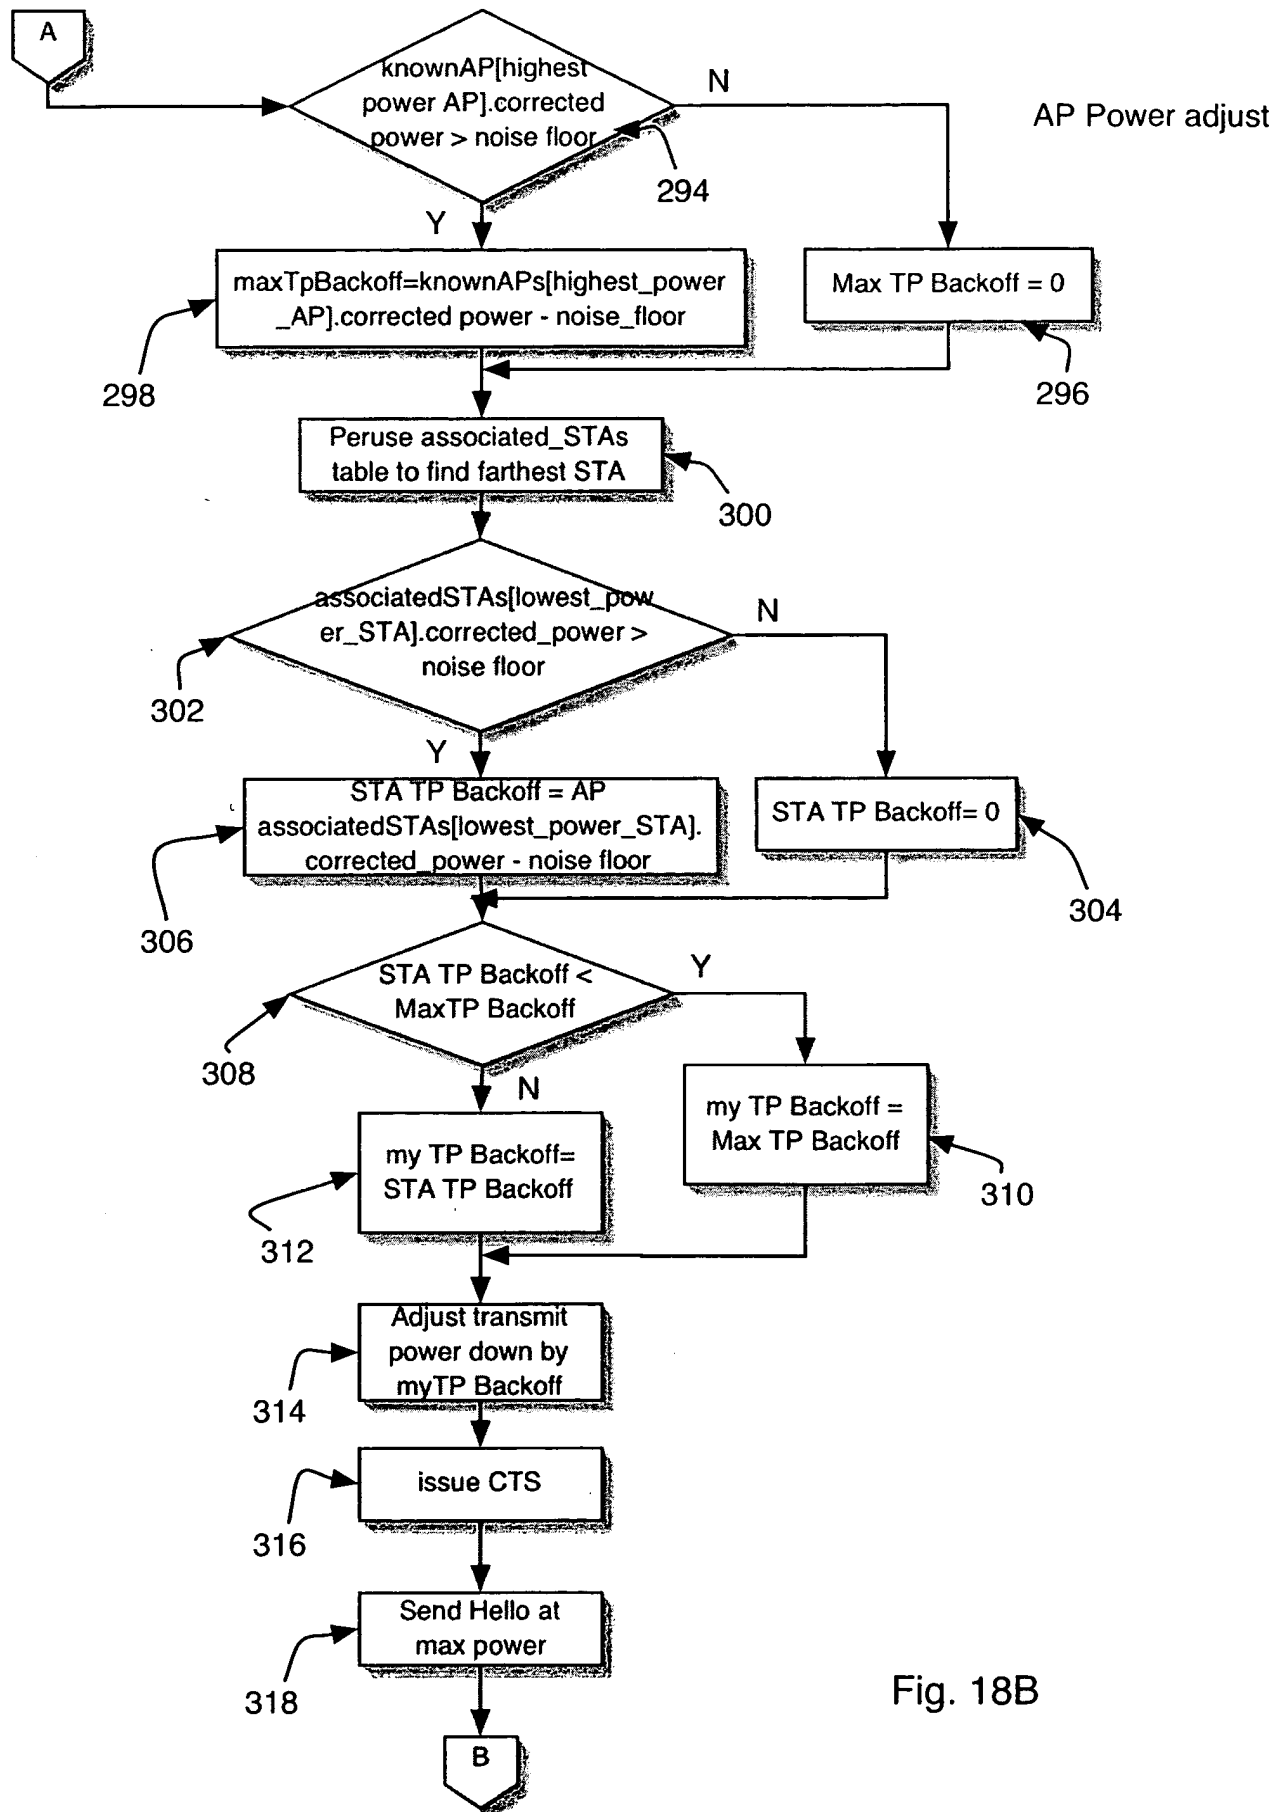 A
knownAP[highest
power AP].corrected
power > noise floor
N
AP Power adjust
294
Y
maxTpBackoff=knownAPs[highest_power
_AP].corrected power - noise_floor
Max TP Backoff = 0
298
296
Peruse associated_STAs
table to find farthest STA
300
associatedSTAs[lowest_pow
er_STA].corrected_power >
noise floor
N
302
Y
STA TP Backoff = AP
associatedSTAs[lowest_power_STA].
corrected_power - noise floor
STA TP Backoff= 0
306
304
STA TP Backoff <
MaxTP Backoff
Y
308
N
my TP Backoff =
Max TP Backoff
my TP Backoff=
STA TP Backoff
310
312
Adjust transmit
power down by
myTP Backoff
314
issue CTS
316
Send Hello at
max power
318
Fig. 18B
B